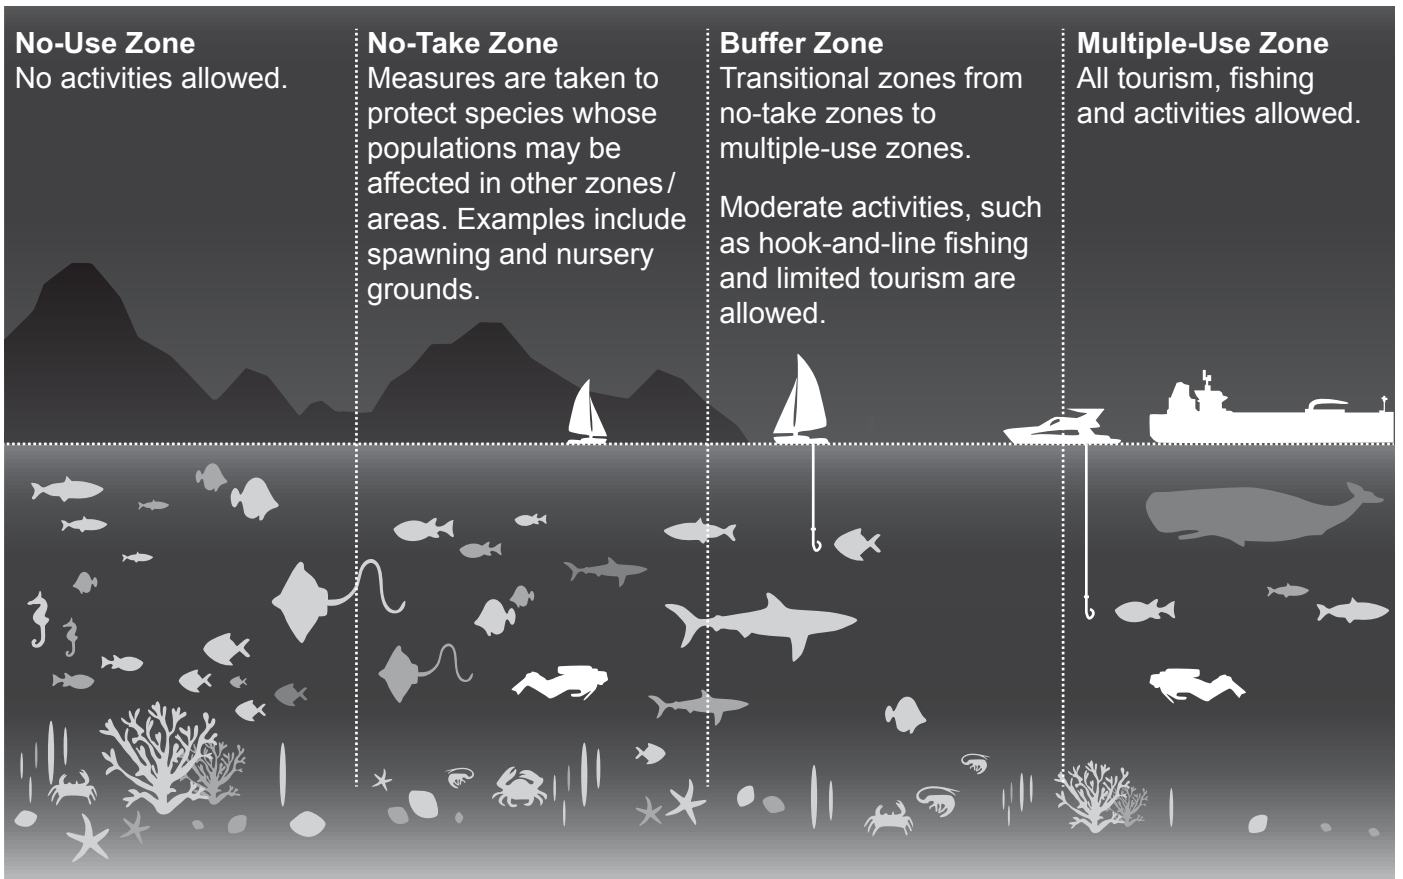 No-Use Zone
No activities allowed.
No-Take Zone
Measures are taken to
protect species whose
populations may be
affected in other zones/
areas. Examples include
spawning and nursery
grounds.
Buffer Zone
Transitional zones from
no-take zones to
multiple-use zones.
Moderate activities, such
as hook-and-line fishing
and limited tourism are
allowed.
Multiple-Use Zone
All tourism, fishing
and activities allowed.